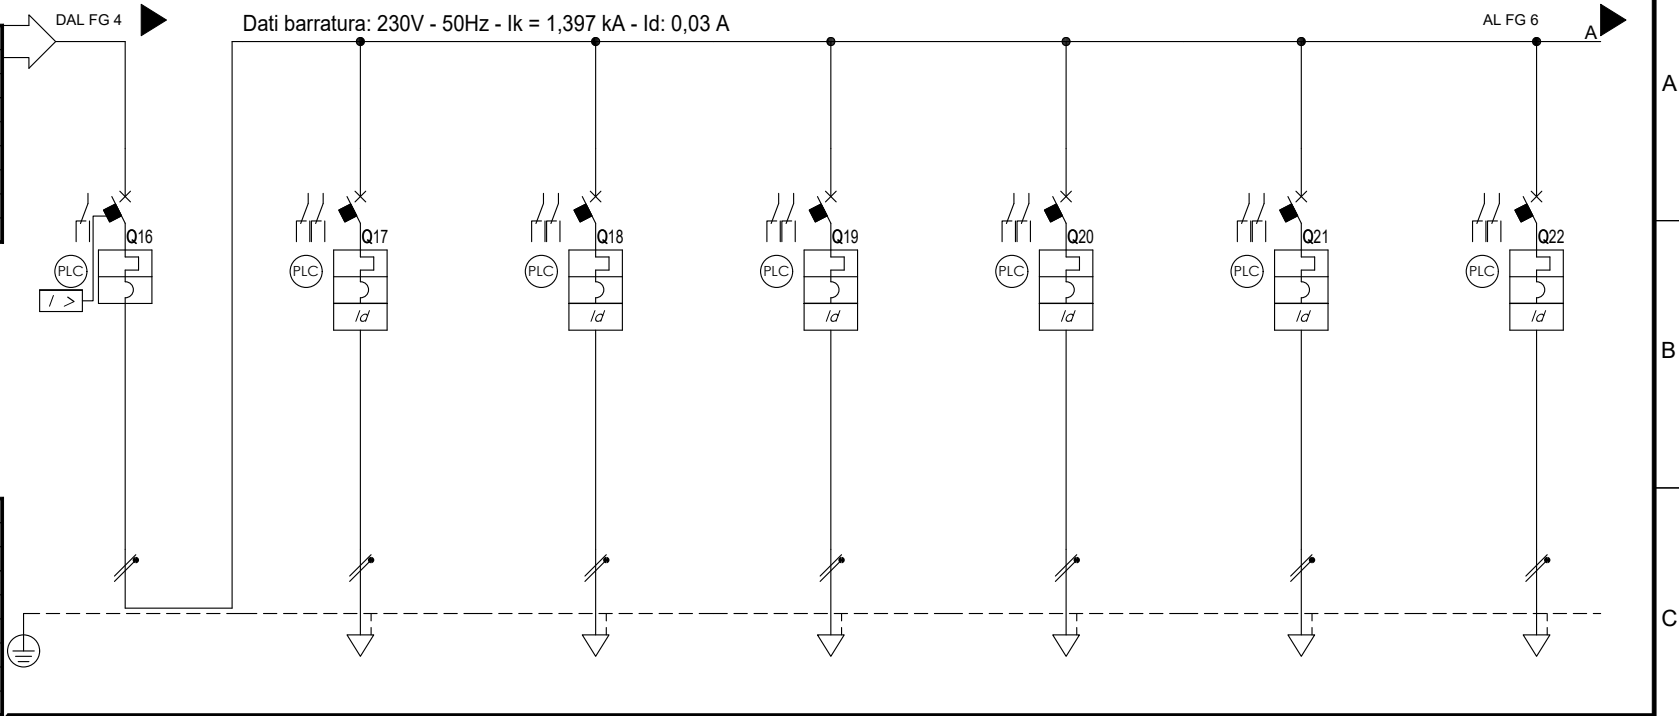 DAL FG 4
Dati barratura: 230V - 50Hz - Ik = 1,397 kA - Id: 0,03 A
AL FG 6
A
A
Q16
Q17
Q18
Q19
Q20
Q21
Q22
PLC
PLC
PLC
PLC
PLC
PLC
PLC
I >
Id
Id
Id
Id
Id
Id
B
C